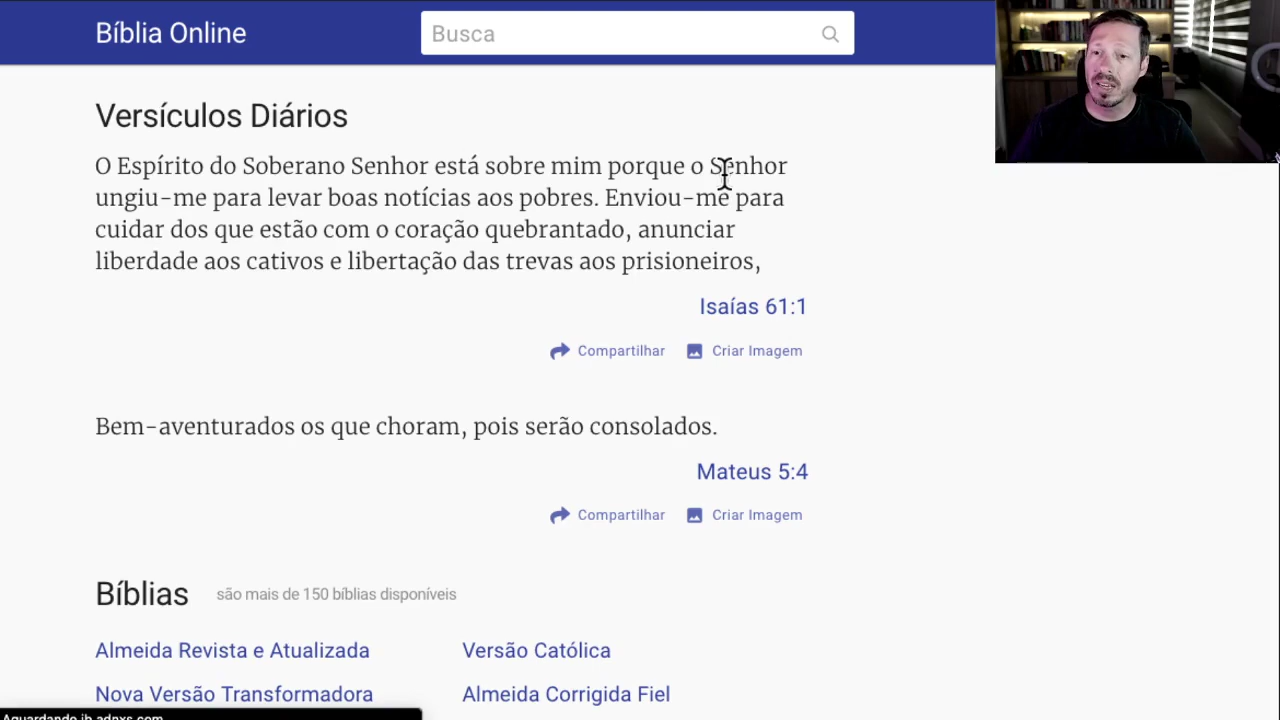 Bíblia Online
Busca
Versículos Diários
O Espírito do Soberano Senhor está sobre mim porque o Senhor
ungiu-me para levar boas notícias aos pobres. Enviou-me para
cuidar dos que estão com o coração quebrantado, anunciar
liberdade aos cativos e libertação das trevas aos prisioneiros,
Isaías 61:1
Compartilhar Criar Imagem
Bem-aventurados os que choram, pois serão consolados.
Mateus 5:4
Compartilhar Criar Imagem
Bíblias são mais de 150 bíblias disponíveis
Almeida Revista e Atualizada Versão Católica
Nova Versão Transformadora Almeida Corrigida Fiel
Aguardando ib.adnxs.com